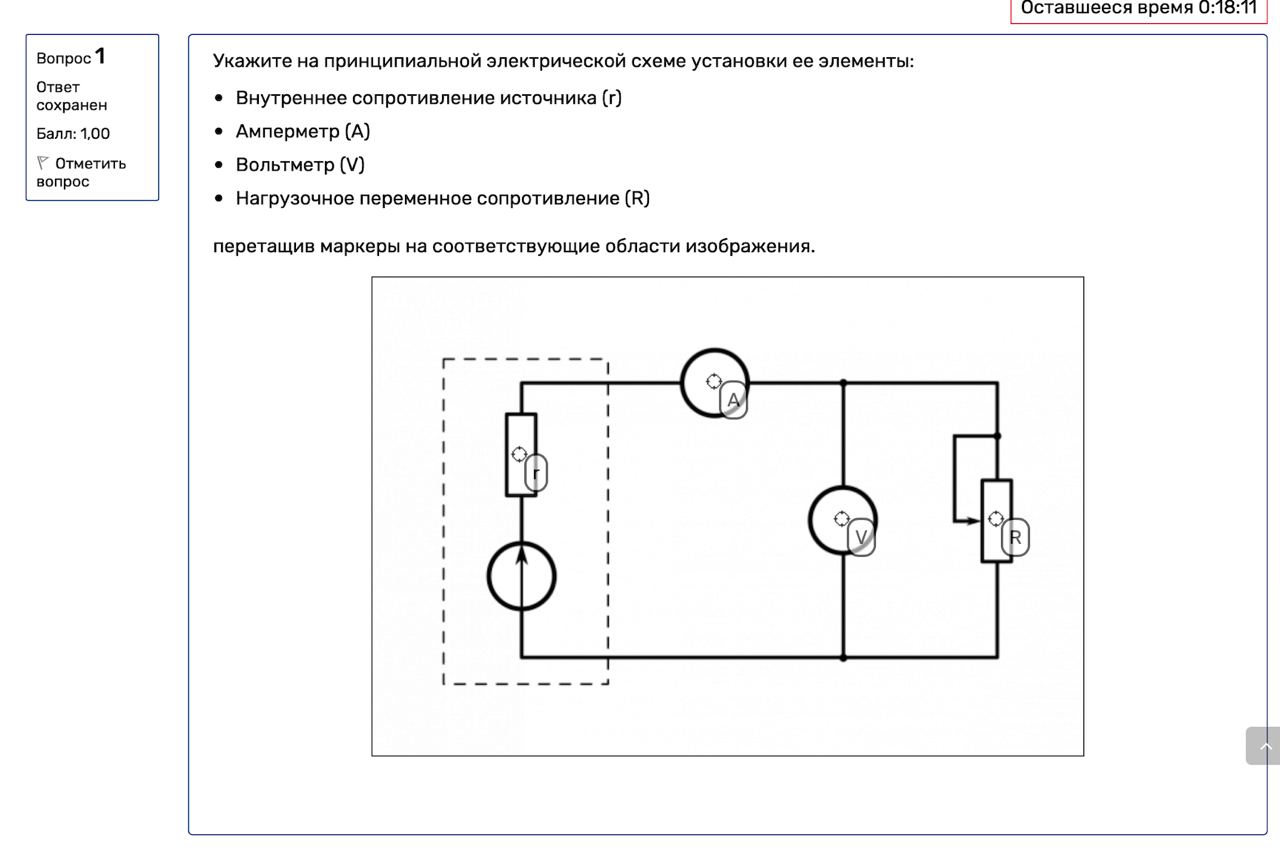 Оставшееся время 0:18:11
Вопрос 1
Ответ
сохранен
Балл: 1,00
Отметить
вопрос
Укажите на принципиальной электрической схеме установки ее элементы:
• Внутреннее сопротивление источника (r)
• Амперметр (A)
• Вольтметр (V)
• Нагрузочное переменное сопротивление (R)
перетащив маркеры на соответствующие области изображения.
A
r
V
R